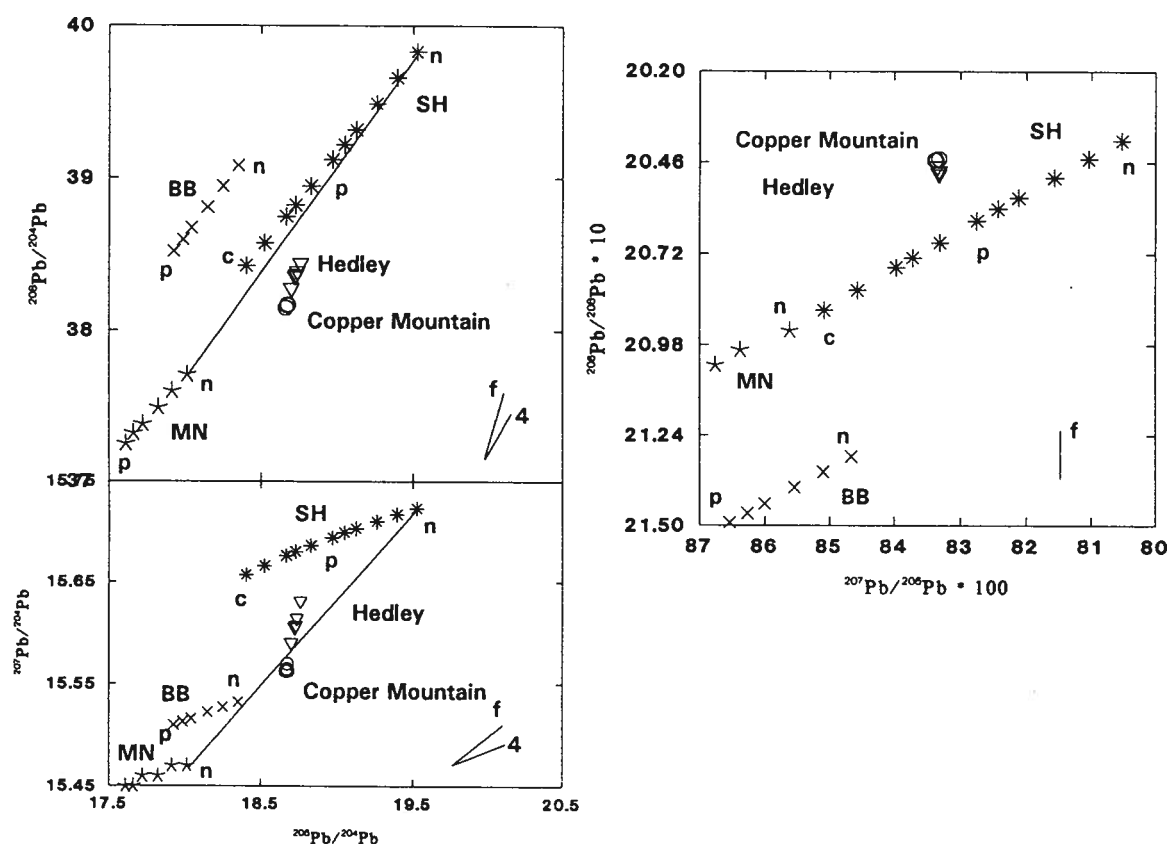 40
39
38
37
²⁰⁸Pb/²⁰⁴Pb
n
SH
p
c
n
BB
p
Hedley
Copper Mountain
n
MN
p
f
4
15.75
15.65
15.55
15.45
²⁰⁷Pb/²⁰⁴Pb
SH
n
p
c
Hedley
Copper Mountain
n
BB
p
MN
n
f
4
17.5
18.5
19.5
20.5
²⁰⁶Pb/²⁰⁴Pb
20.20
20.46
20.72
20.98
21.24
21.50
²⁰⁸Pb/²⁰⁶Pb * 10
SH
Copper Mountain
n
Hedley
p
n
c
MN
n
f
p
BB
87
86
85
84
83
82
81
80
²⁰⁷Pb/²⁰⁶Pb * 100